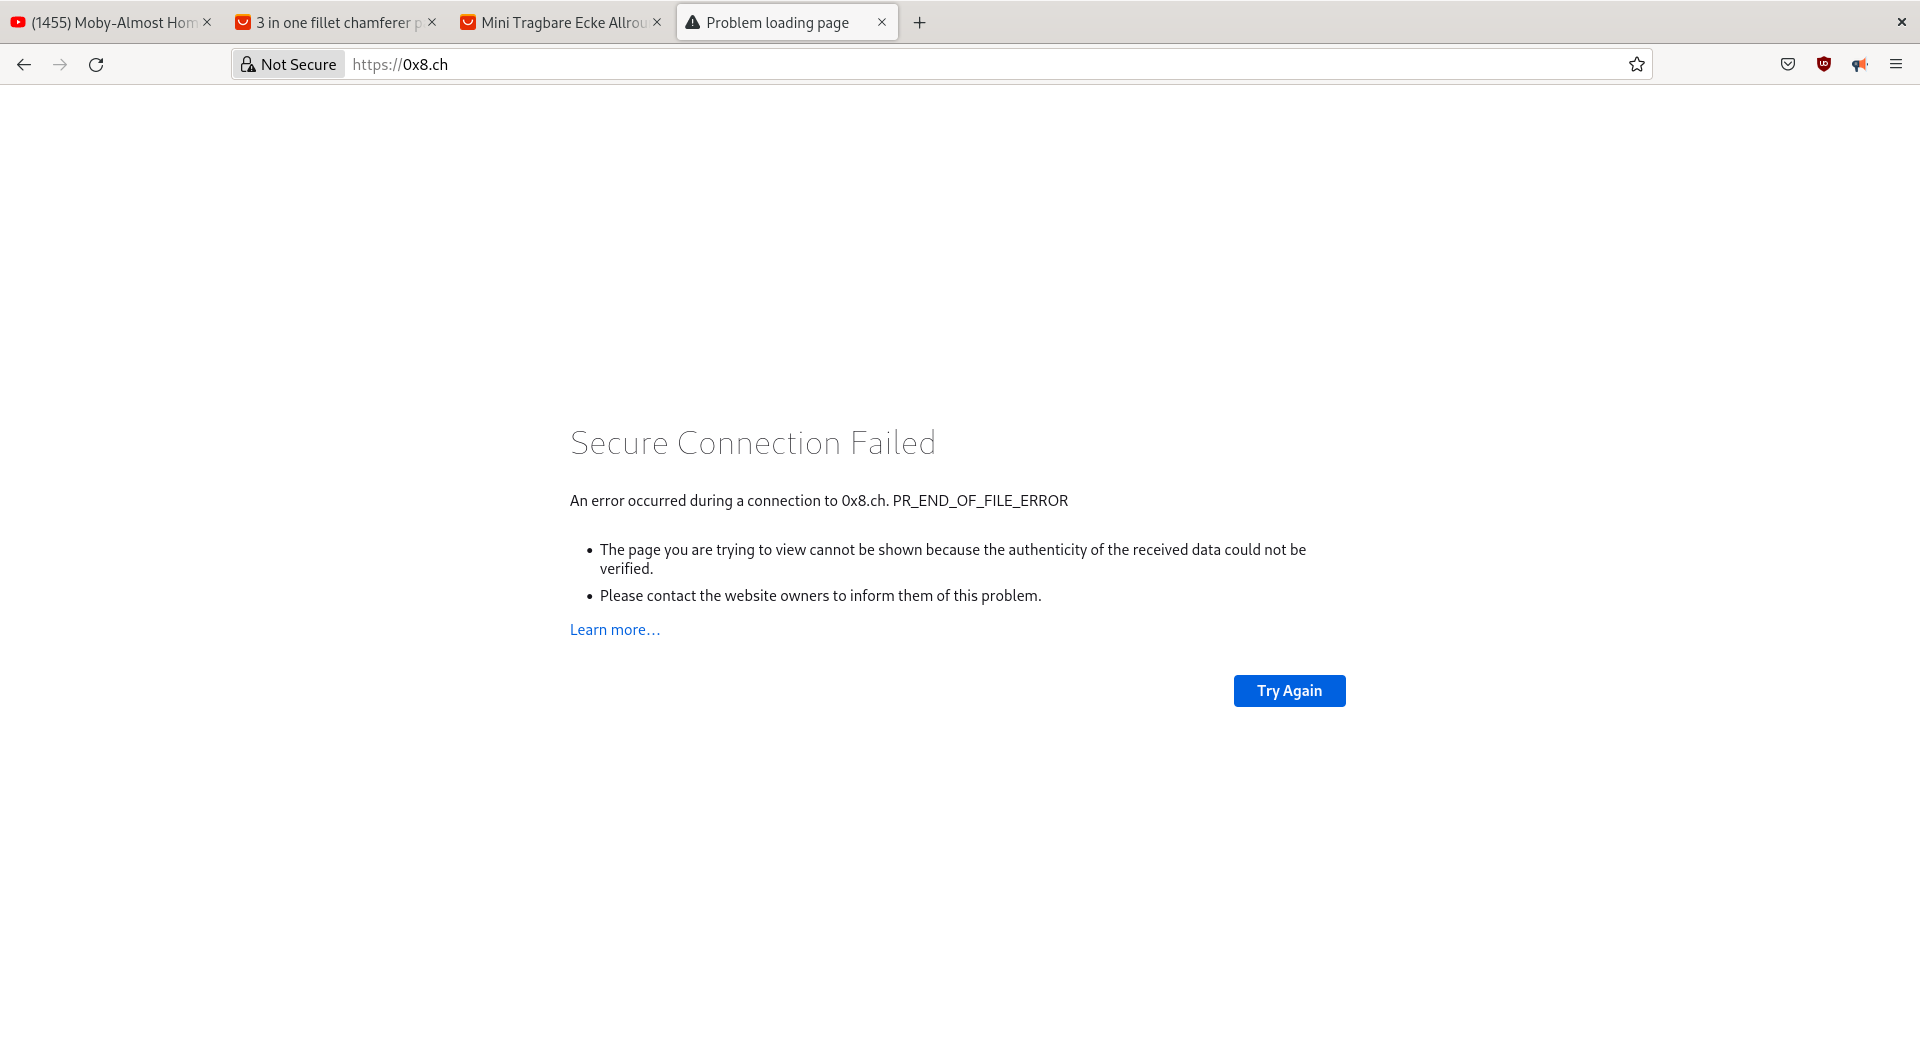 (1455) Moby-Almost Hom
3 in one fillet chamferer p
Mini Tragbare Ecke Allrou
Problem loading page
Not Secure https://0x8.ch
Secure Connection Failed
An error occurred during a connection to 0x8.ch. PR_END_OF_FILE_ERROR
• The page you are trying to view cannot be shown because the authenticity of the received data could not be
verified.
• Please contact the website owners to inform them of this problem.
Learn more…
Try Again